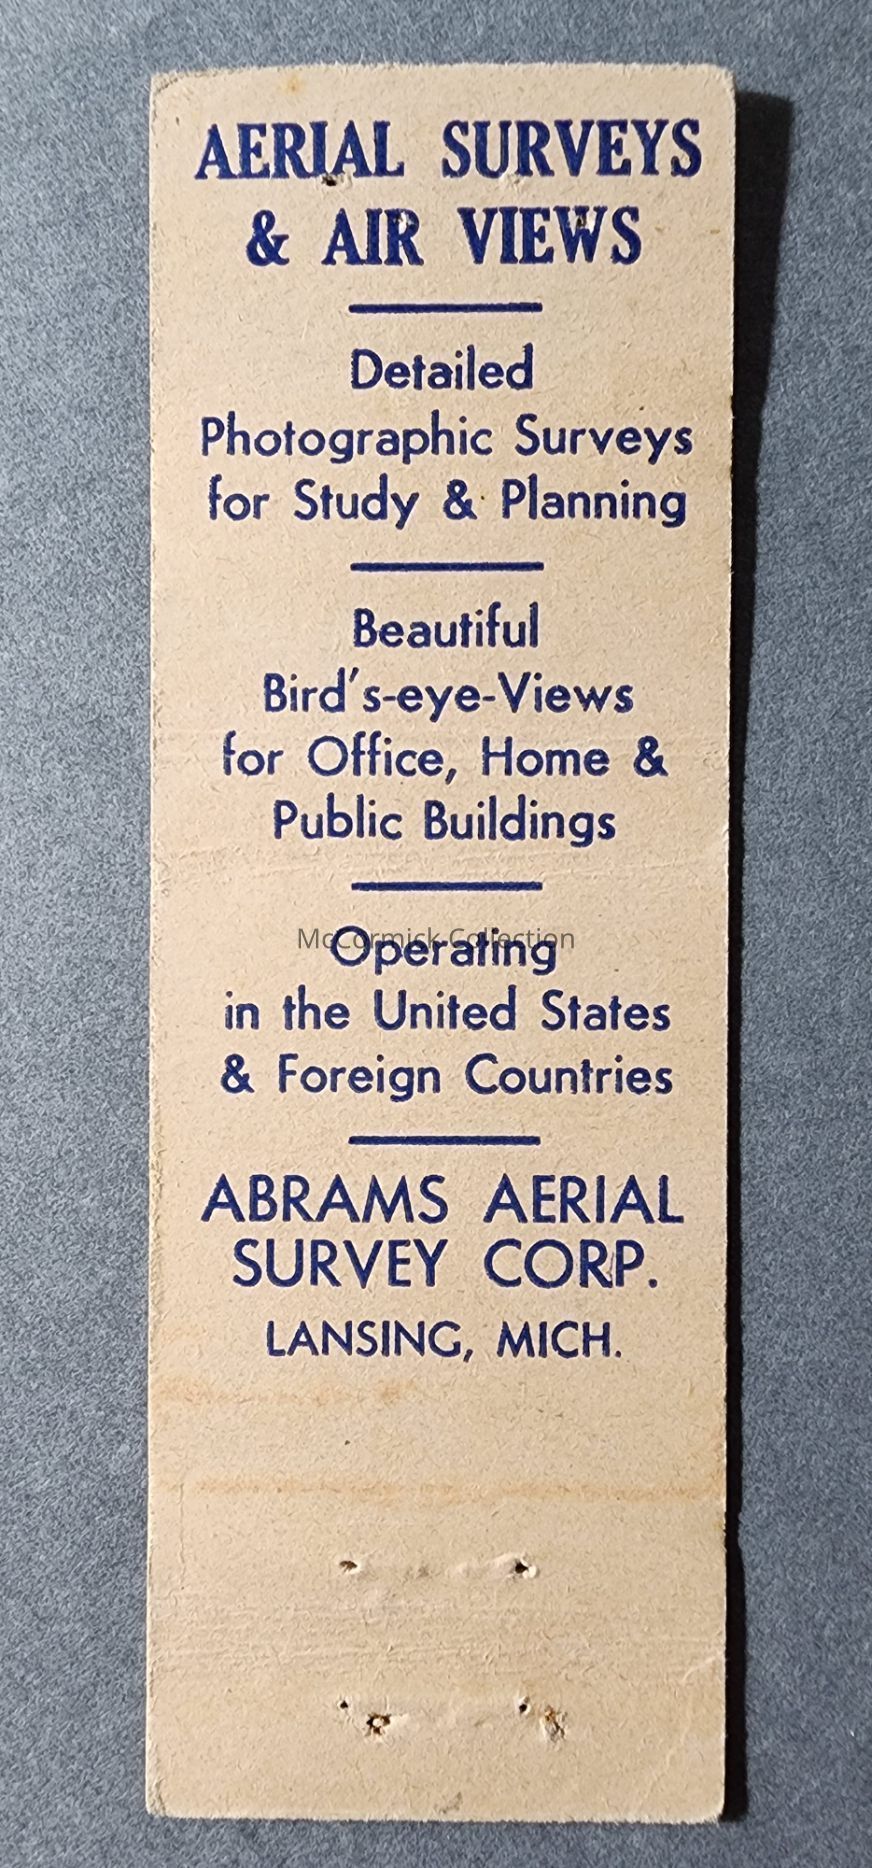 AERIAL SURVEYS
& AIR VIEWS
Detailed
Photographic Surveys
for Study & Planning
Beautiful
Bird's-eye-Views
for Office, Home &
Public Buildings
McCormick Collection
Operating
in the United States
& Foreign Countries
ABRAMS AERIAL
SURVEY CORP.
LANSING, MICH.